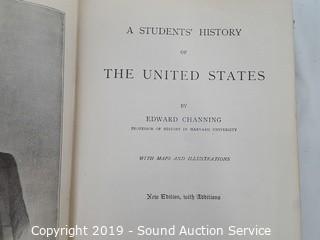 A STUDENTS' HISTORY
OF
THE UNITED STATES
BY
EDWARD CHANNING
PROFESSOR OF HISTORY IN HARVARD UNIVERSITY
WITH MAPS AND ILLUSTRATIONS
New Edition, with Additions
Copyright 2019 - Sound Auction Service